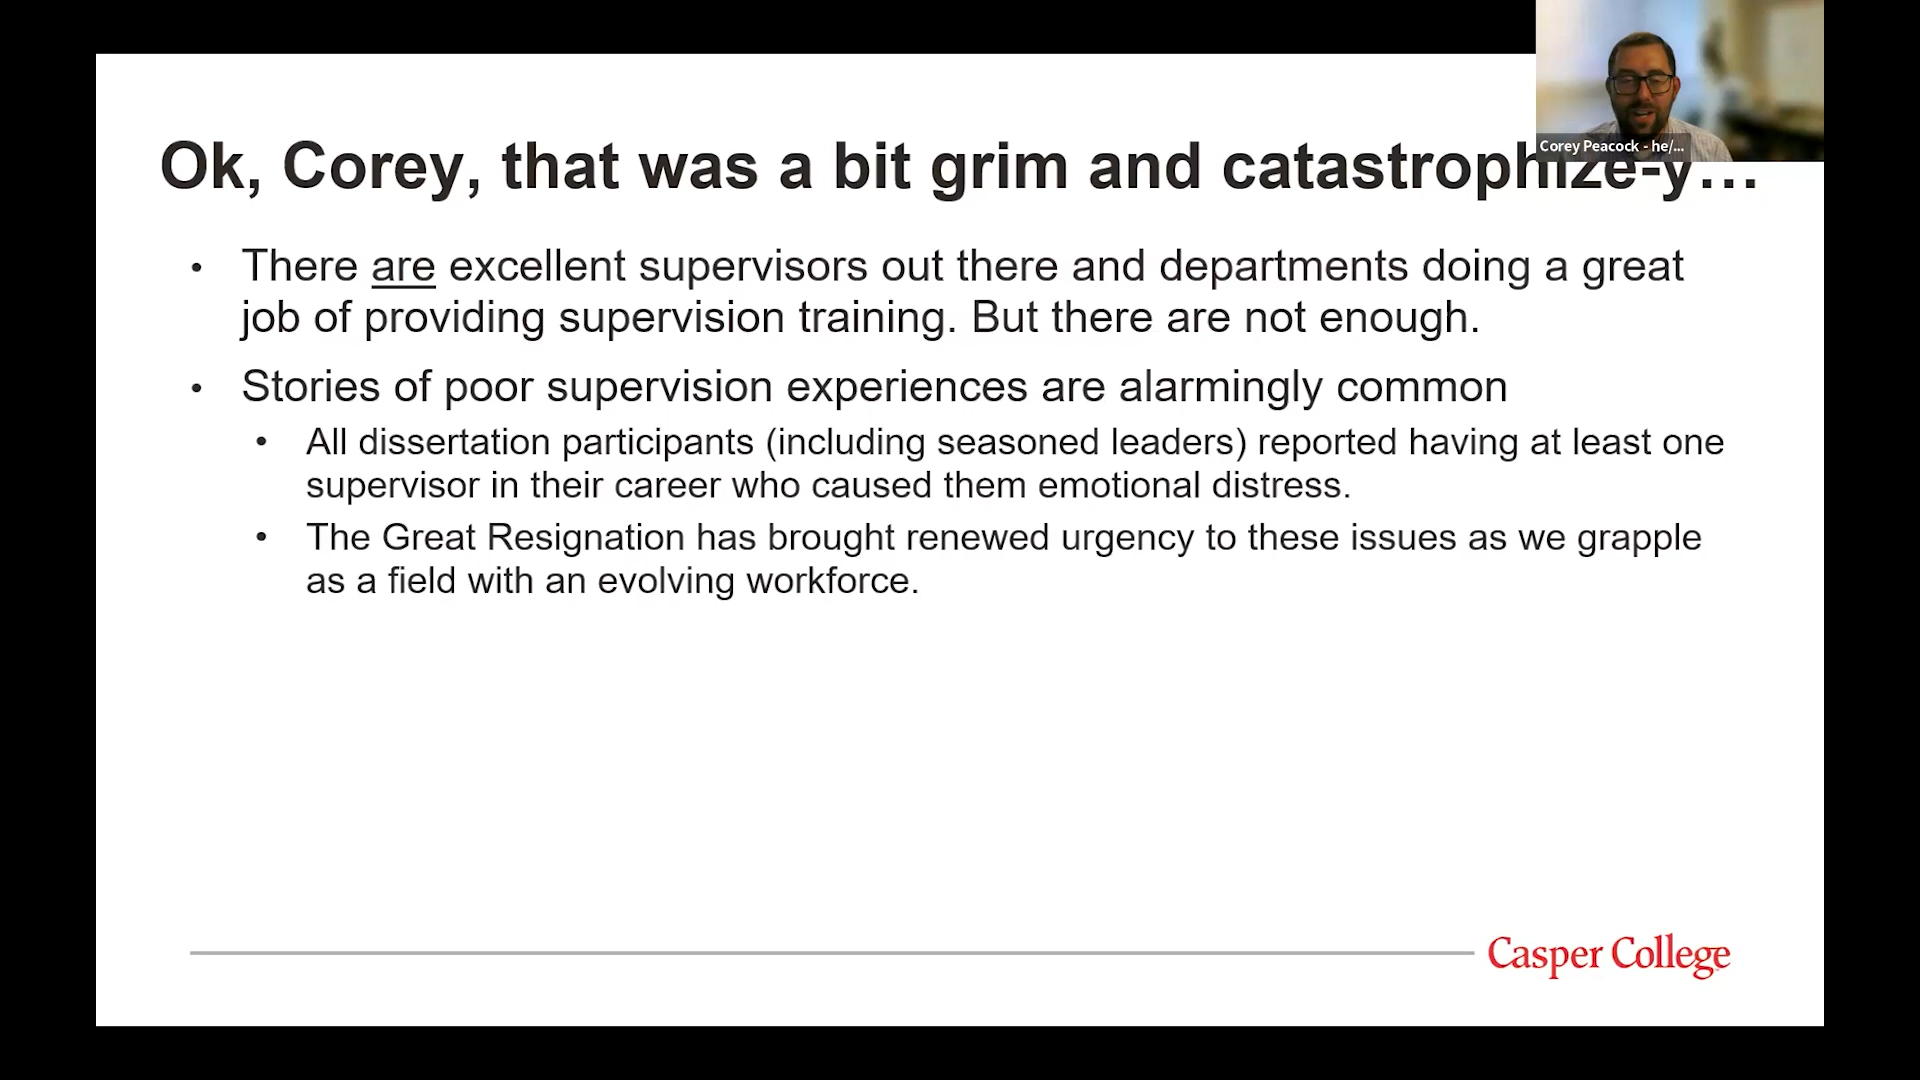 Ok, Corey, that was a bit grim and catastrophize-y…
Corey Peacock - he/...
• There are excellent supervisors out there and departments doing a great
job of providing supervision training. But there are not enough.
• Stories of poor supervision experiences are alarmingly common
• All dissertation participants (including seasoned leaders) reported having at least one
supervisor in their career who caused them emotional distress.
• The Great Resignation has brought renewed urgency to these issues as we grapple
as a field with an evolving workforce.
Casper College